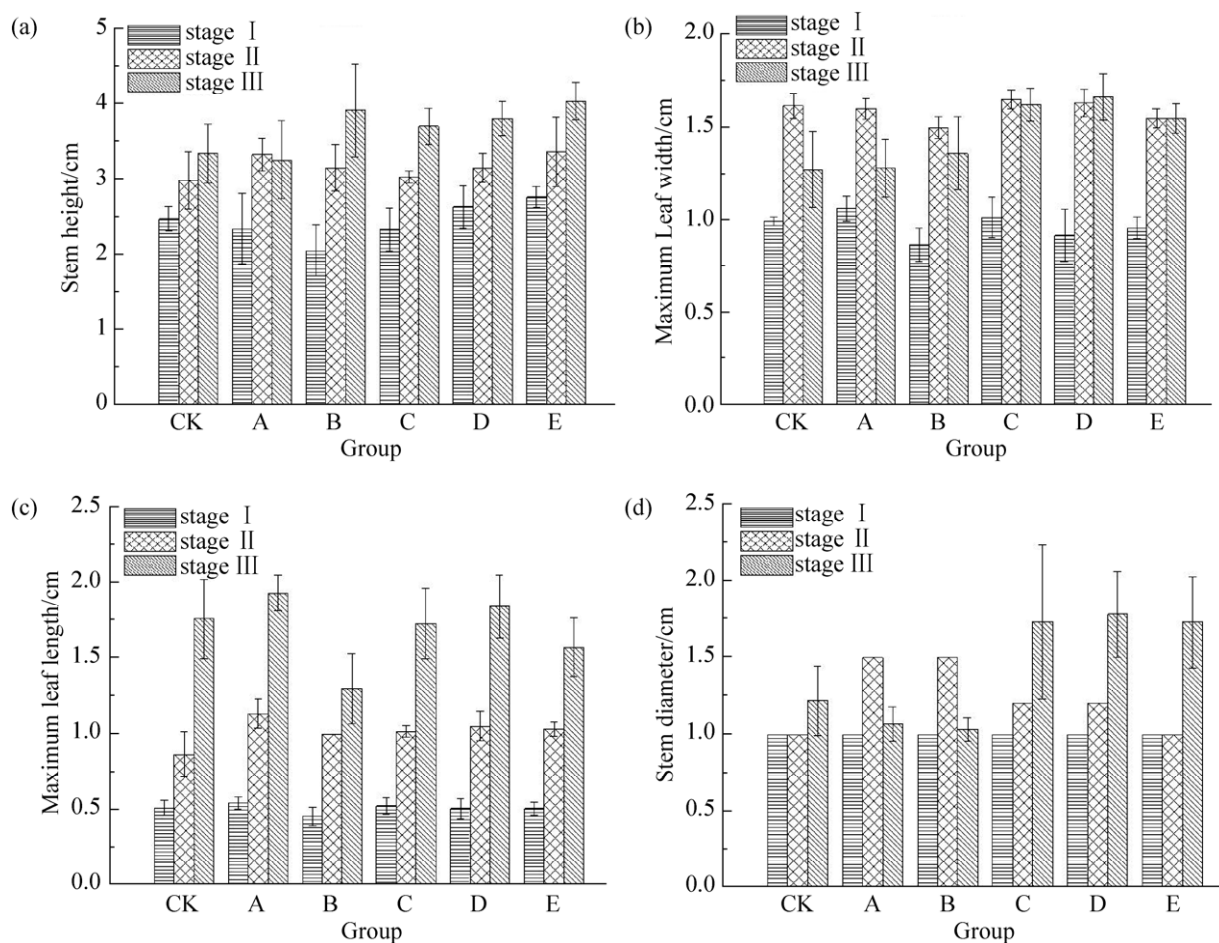 (a)
stage Ⅰ
stage Ⅱ
stage Ⅲ
Stem height/cm
5
4
3
2
1
0
CK A B C D E
Group
(b)
stage Ⅰ
stage Ⅱ
stage Ⅲ
Maximum Leaf width/cm
2.0
1.5
1.0
0.5
0.0
CK A B C D E
Group
(c)
stage Ⅰ
stage Ⅱ
stage Ⅲ
Maximum leaf length/cm
2.5
2.0
1.5
1.0
0.5
0.0
CK A B C D E
Group
(d)
stage Ⅰ
stage Ⅱ
stage Ⅲ
Stem diameter/cm
2.5
2.0
1.5
1.0
0.5
0.0
CK A B C D E
Group